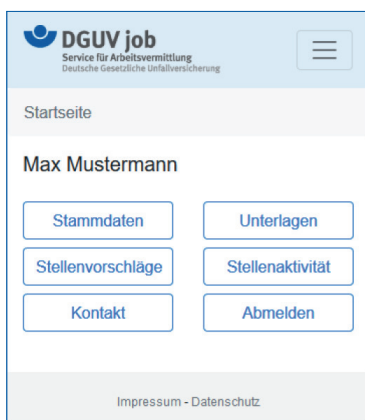 DGUV job
Service für Arbeitsvermittlung
Deutsche Gesetzliche Unfallversicherung
Startseite
Max Mustermann
Stammdaten Unterlagen
Stellenvorschläge Stellenaktivität
Kontakt Abmelden
Impressum - Datenschutz